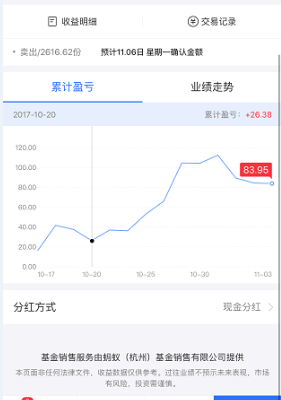 收益明细 交易记录
卖出/2616.62份 预计11.06日 星期一确认金额
累计盈亏 业绩走势
2017-10-20 累计盈亏: +26.38
120.00
100.00
83.95
80.00
60.00
40.00
20.00
0.00
10-17 10-20 10-25 10-30 11-03
分红方式 现金分红
基金销售服务由蚂蚁（杭州）基金销售有限公司提供
本页面非任何法律文件，收益数据仅供参考。过往业绩不预示未来表现，市场
有风险，投资需谨慎。